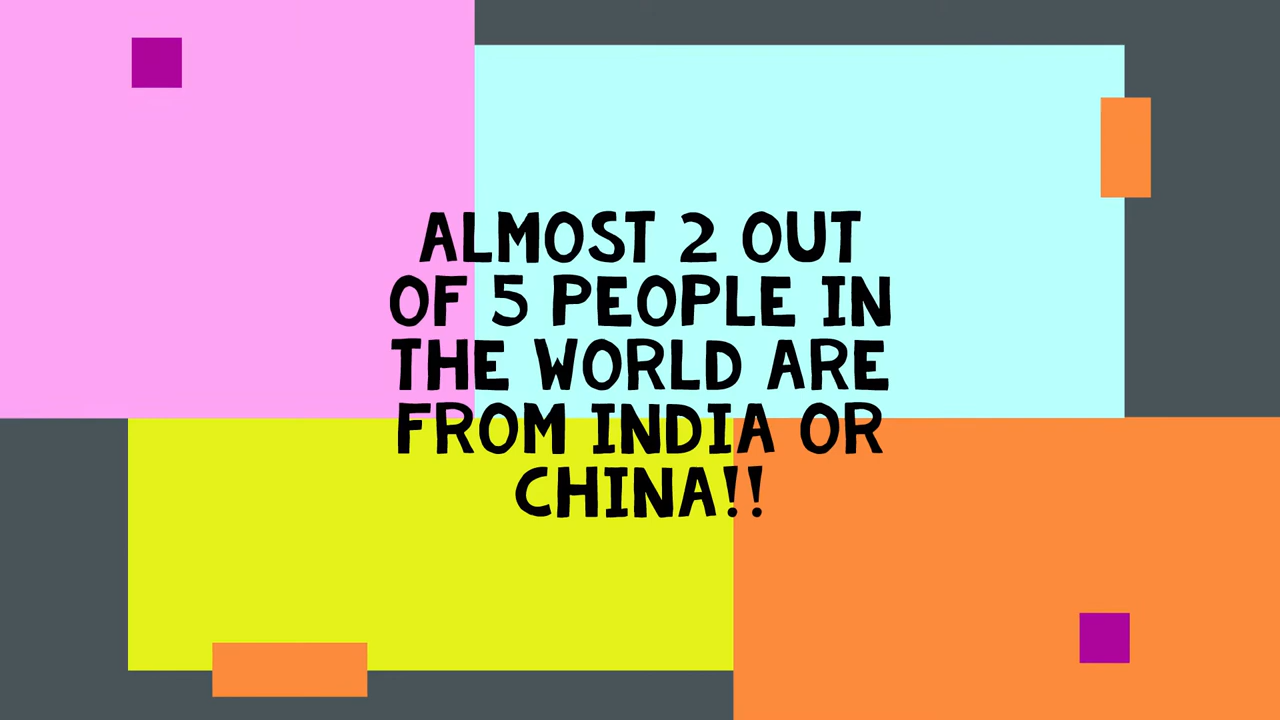 ALMOST 2 OUT
OF 5 PEOPLE IN
THE WORLD ARE
FROM INDIA OR
CHINA!!